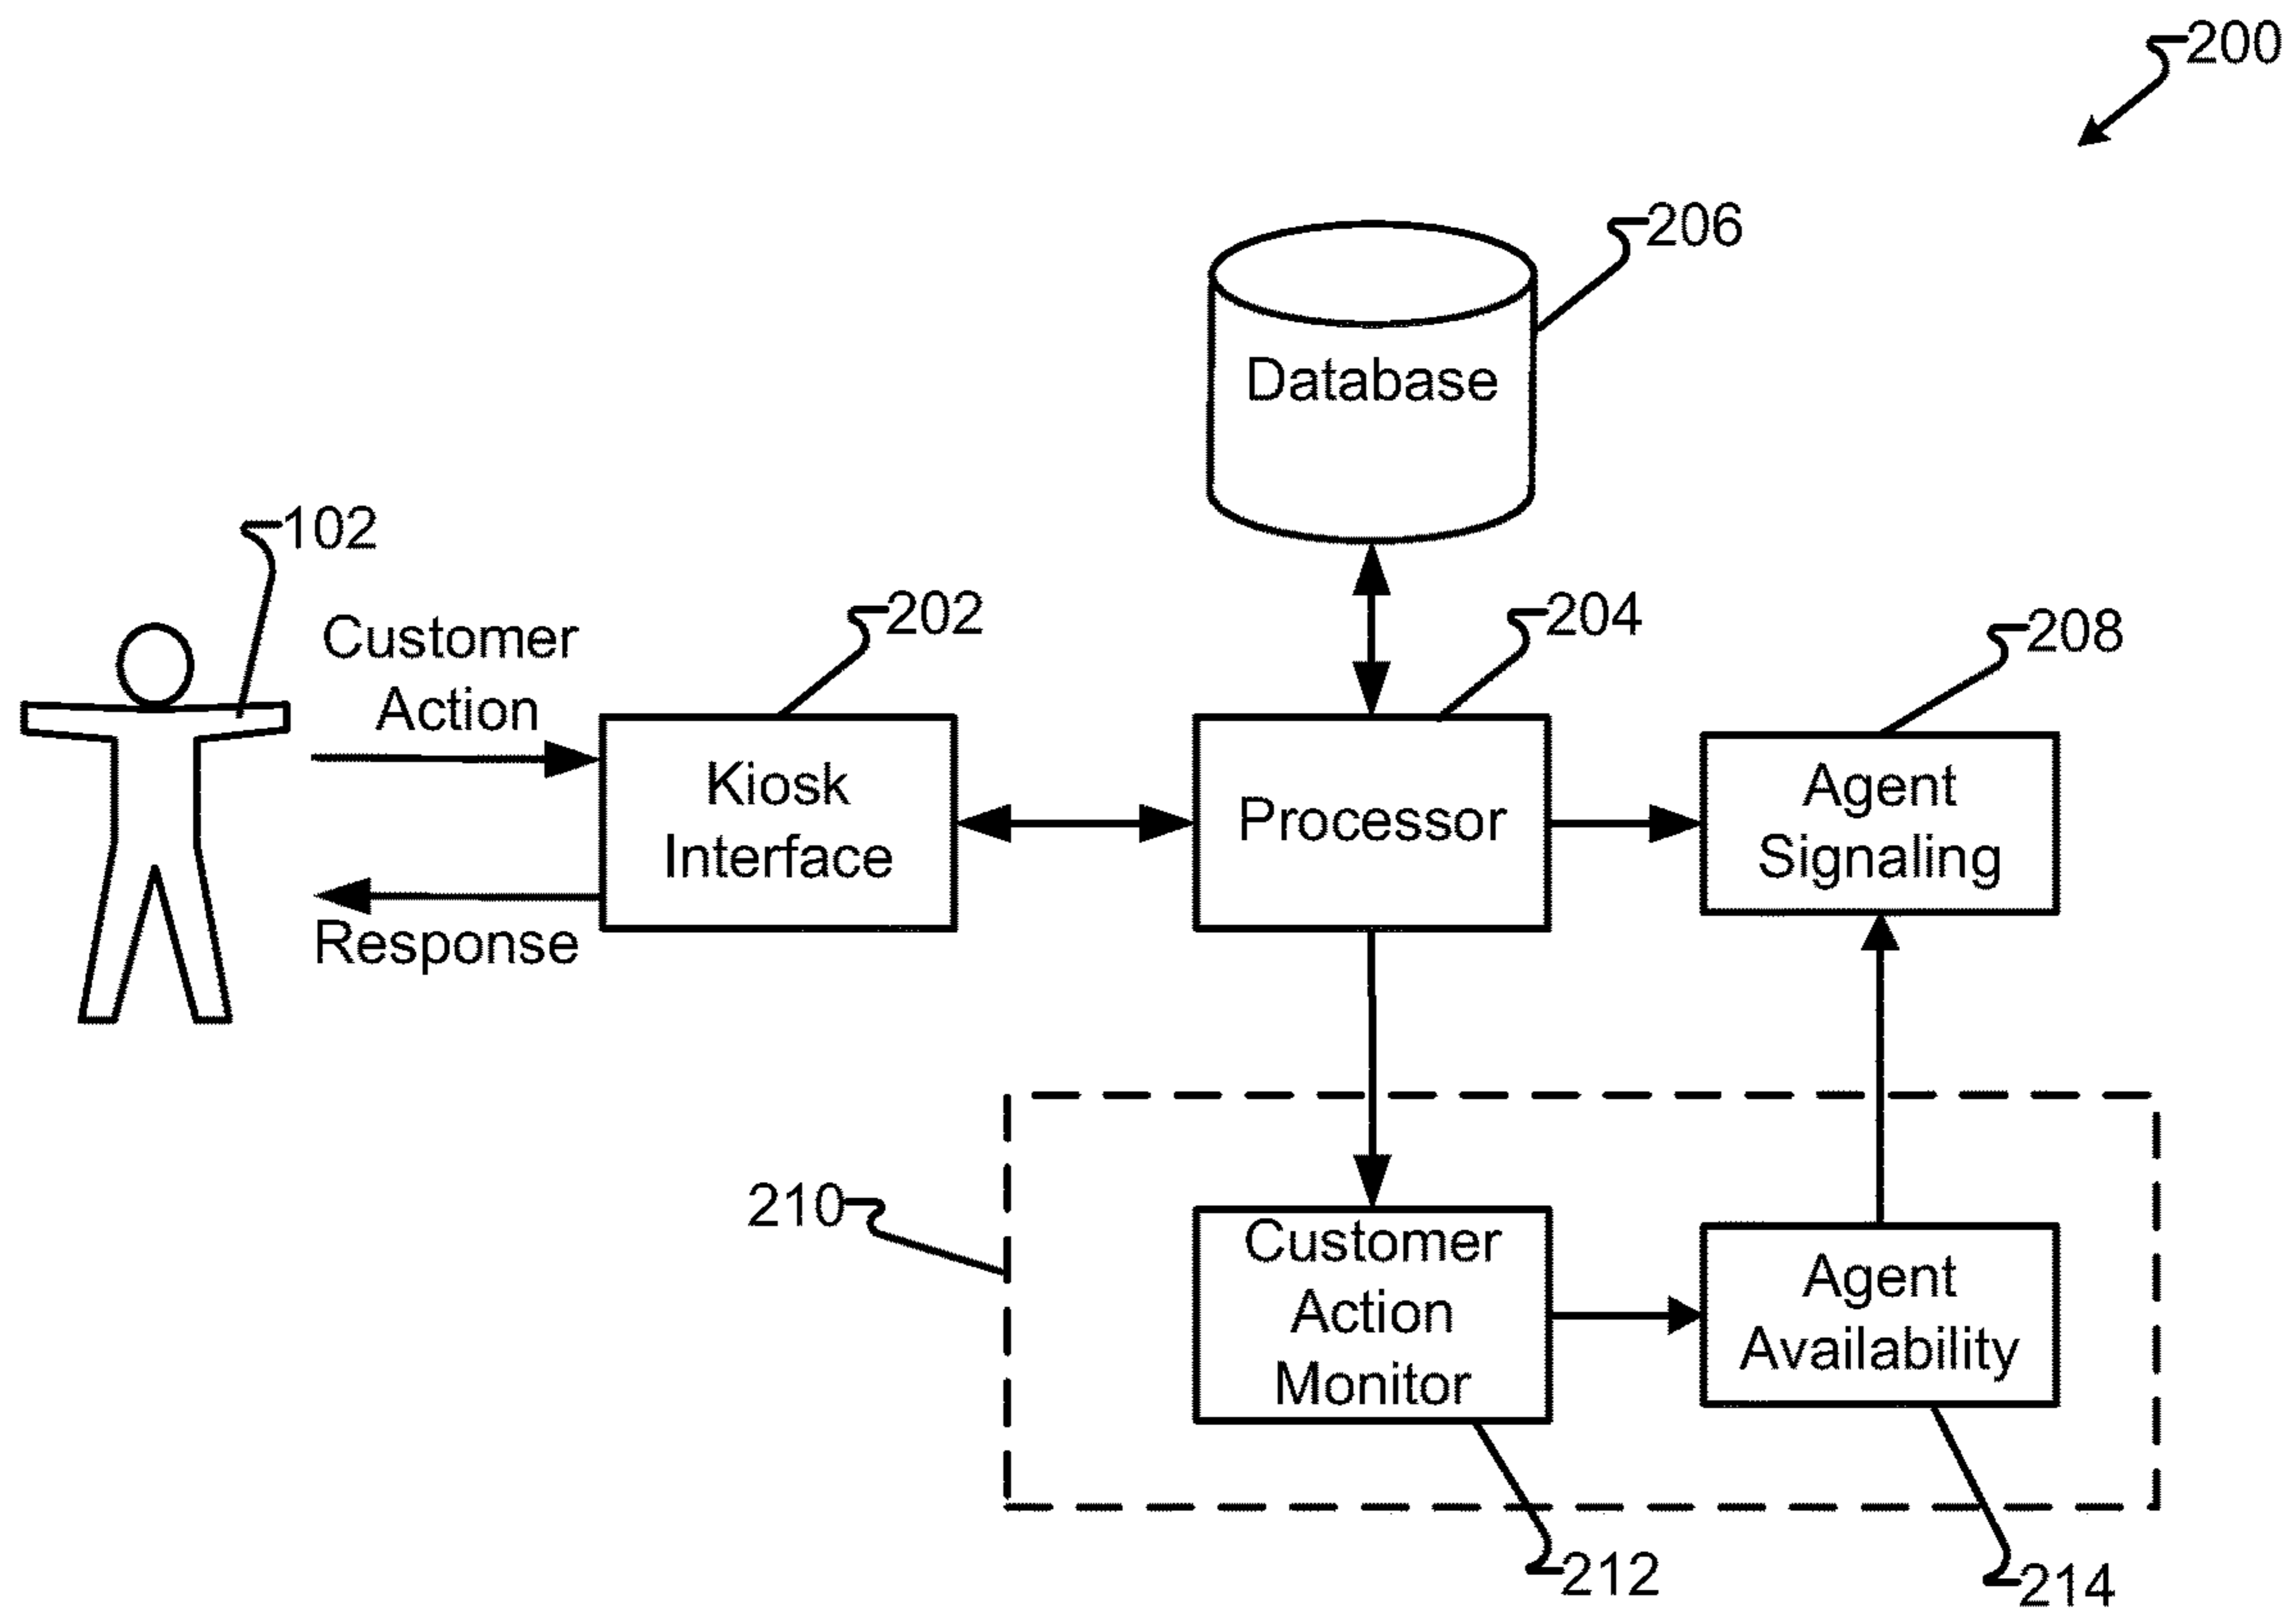 200
206
Database
102
Customer
Action
202
204
208
Kiosk
Interface
Processor
Agent
Signaling
Response
210
Customer
Action
Monitor
Agent
Availability
212
214